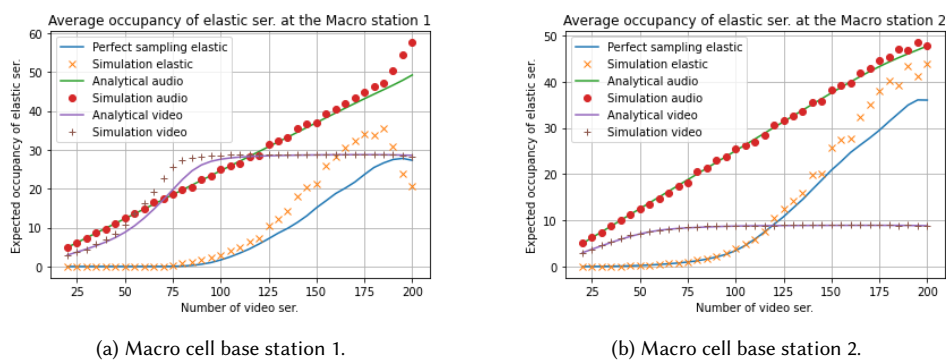 Average occupancy of elastic ser. at the Macro station 1
Expected occupancy of elastic ser.
60
50
40
30
20
10
0
Perfect sampling elastic
Simulation elastic
Analytical audio
Simulation audio
Analytical video
Simulation video
25 50 75 100 125 150 175 200
Number of video ser.
(a) Macro cell base station 1.
Average occupancy of elastic ser. at the Macro station 2
Expected occupancy of elastic ser.
50
40
30
20
10
0
Perfect sampling elastic
Simulation elastic
Analytical audio
Simulation audio
Analytical video
Simulation video
25 50 75 100 125 150 175 200
Number of video ser.
(b) Macro cell base station 2.